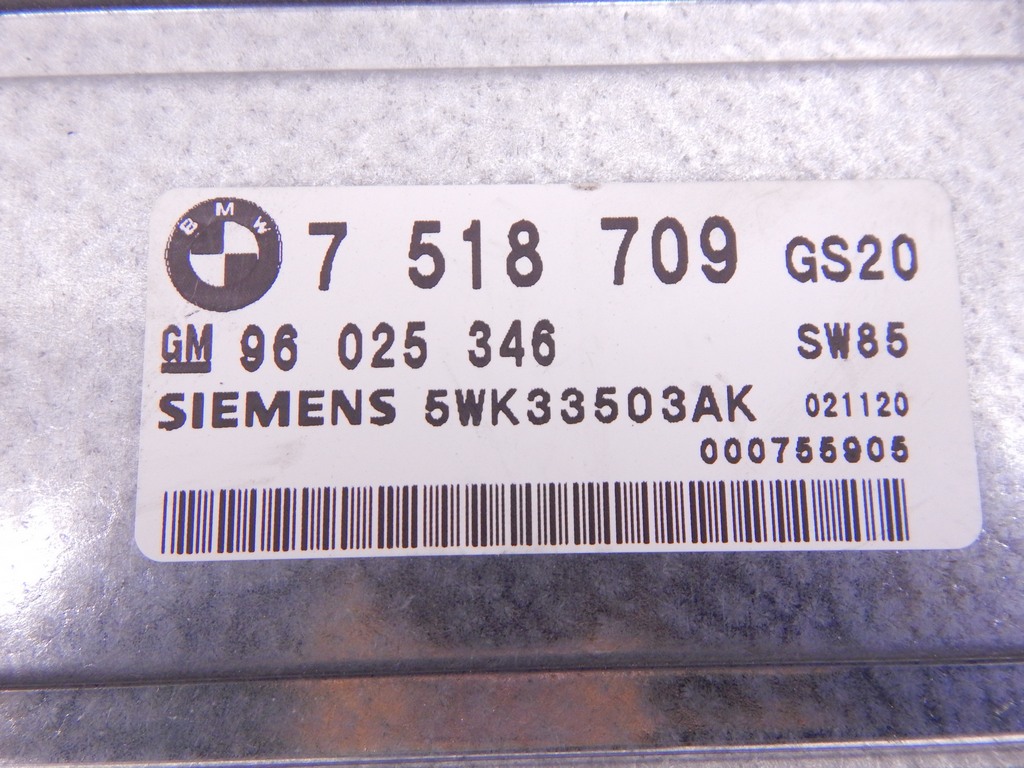 BMW 7 518 709 GS20
GM 96 025 346 SW85
SIEMENS 5WK33503AK 021120
000755905